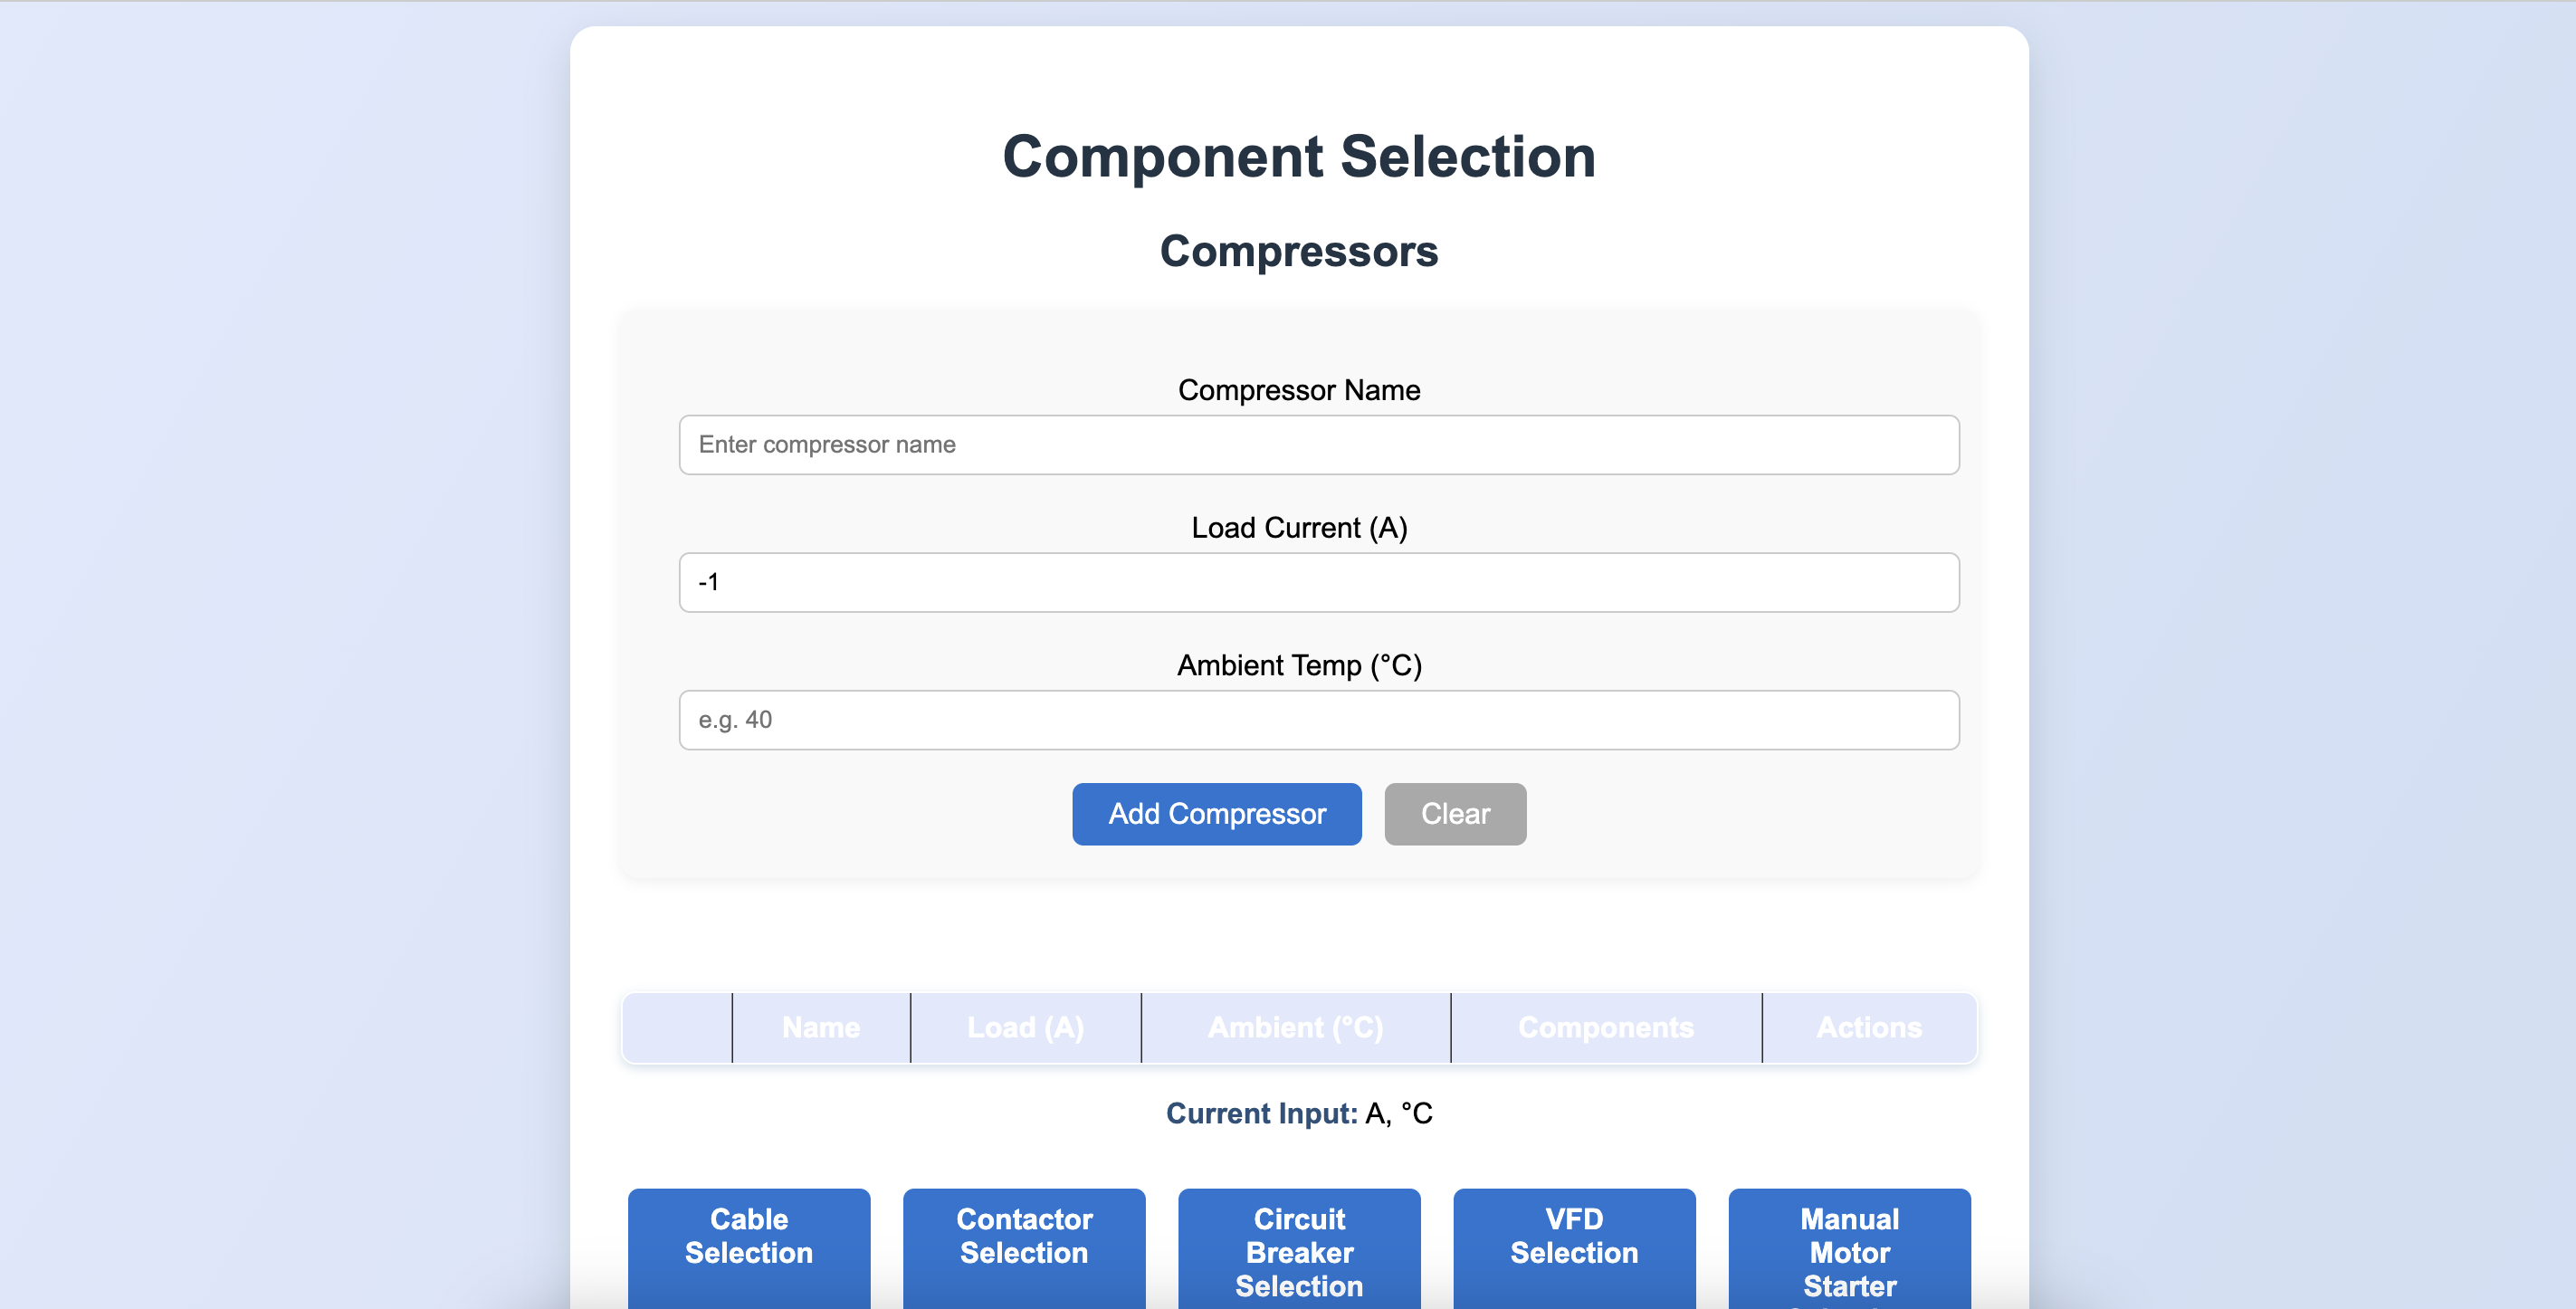 Component Selection
Compressors
Compressor Name
Enter compressor name
Load Current (A)
-1
Ambient Temp (°C)
e.g. 40
Add Compressor Clear
Name Load (A) Ambient (°C) Components Actions
Current Input: A, °C
Cable Contactor Circuit VFD Manual
Selection Selection Breaker Selection Motor
Selection Starter